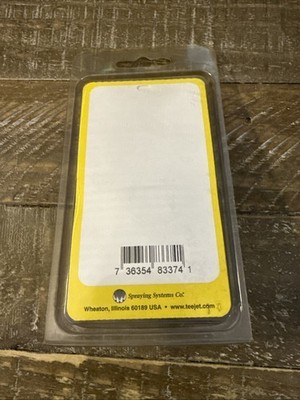 7 36354 83374 1
Spraying Systems Co.®
Wheaton, Illinois 60189 USA • www.teejet.com